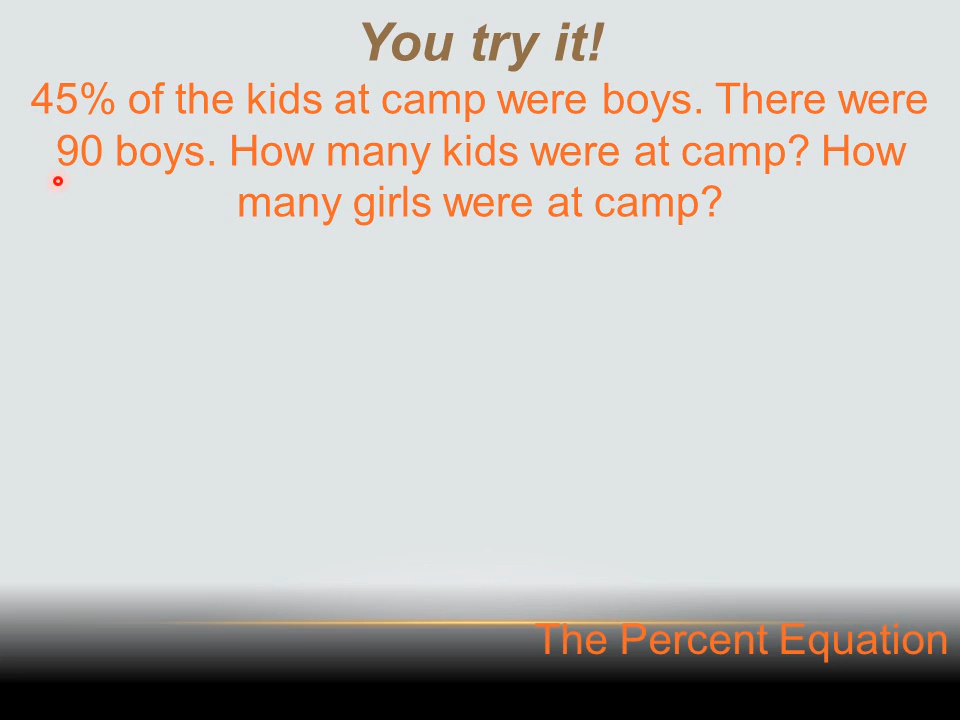 You try it!
45% of the kids at camp were boys. There were
90 boys. How many kids were at camp? How
many girls were at camp?
The Percent Equation